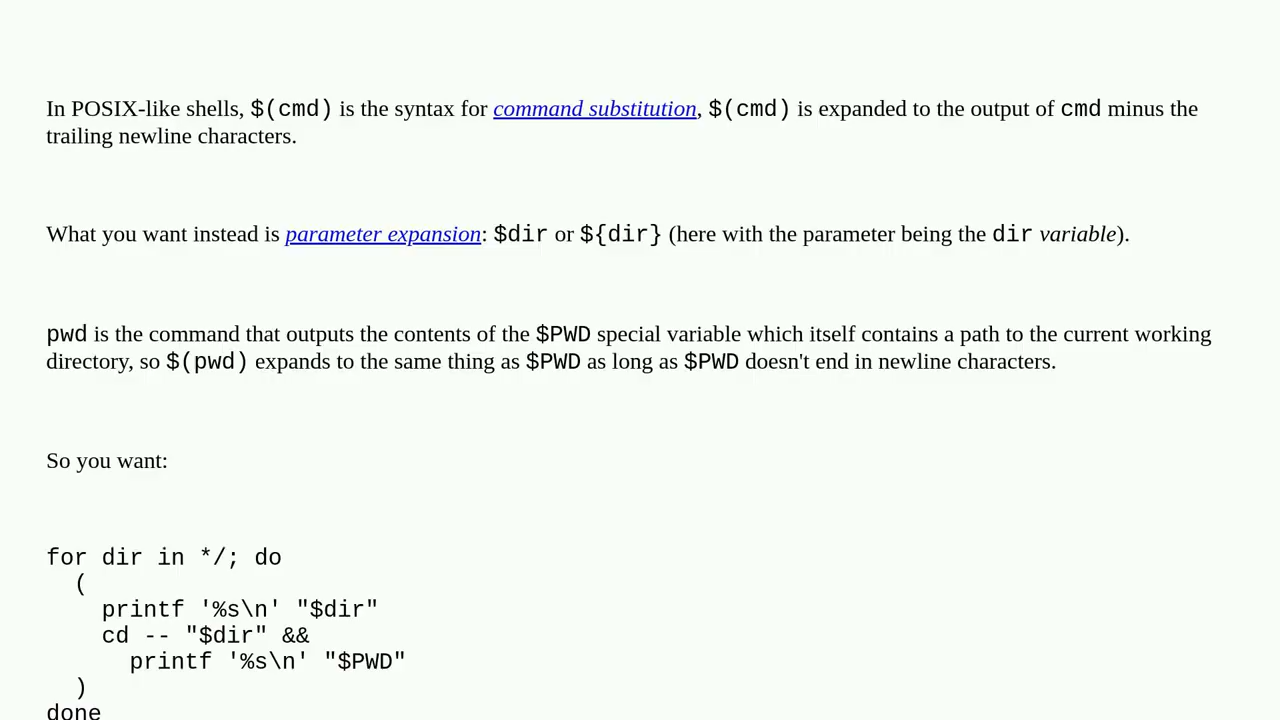 In POSIX-like shells, $(cmd) is the syntax for command substitution, $(cmd) is expanded to the output of cmd minus the
trailing newline characters.
What you want instead is parameter expansion: $dir or ${dir} (here with the parameter being the dir variable).
pwd is the command that outputs the contents of the $PWD special variable which itself contains a path to the current working
directory, so $(pwd) expands to the same thing as $PWD as long as $PWD doesn't end in newline characters.
So you want:
for dir in */; do
  (
    printf '%s\n' "$dir"
    cd -- "$dir" &&
      printf '%s\n' "$PWD"
  )
done